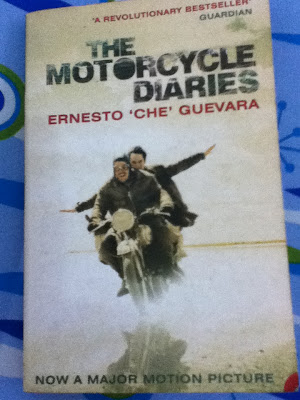 'A REVOLUTIONARY BESTSELLER'
GUARDIAN
THE
MOTORCYCLE
DIARIES
ERNESTO 'CHE' GUEVARA
NOW A MAJOR MOTION PICTURE